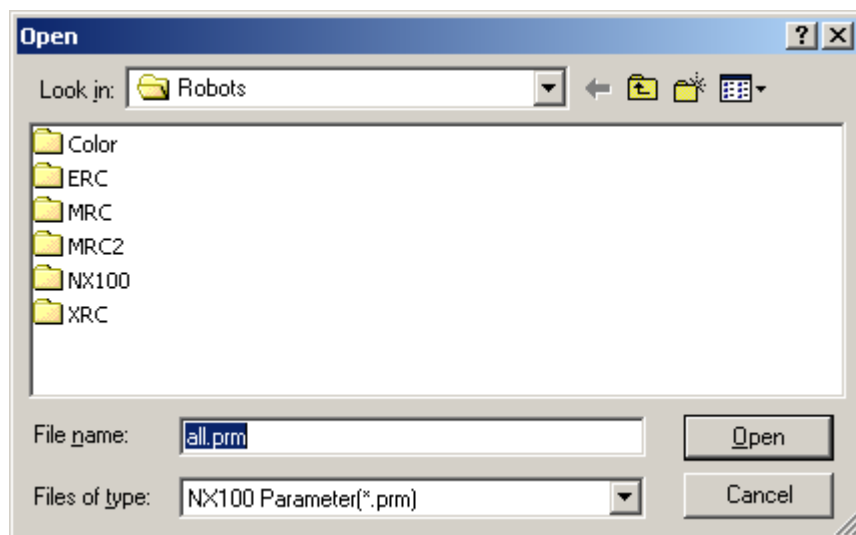 Open
Look in: Robots
Color
ERC
MRC
MRC2
NX100
XRC
File name: all.prm Open
Files of type: NX100 Parameter(*.prm) Cancel